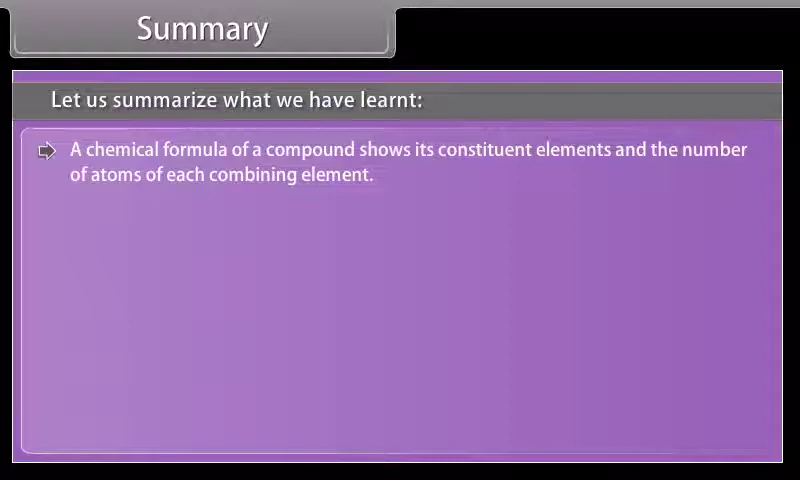 Summary
Let us summarize what we have learnt:
A chemical formula of a compound shows its constituent elements and the number
of atoms of each combining element.